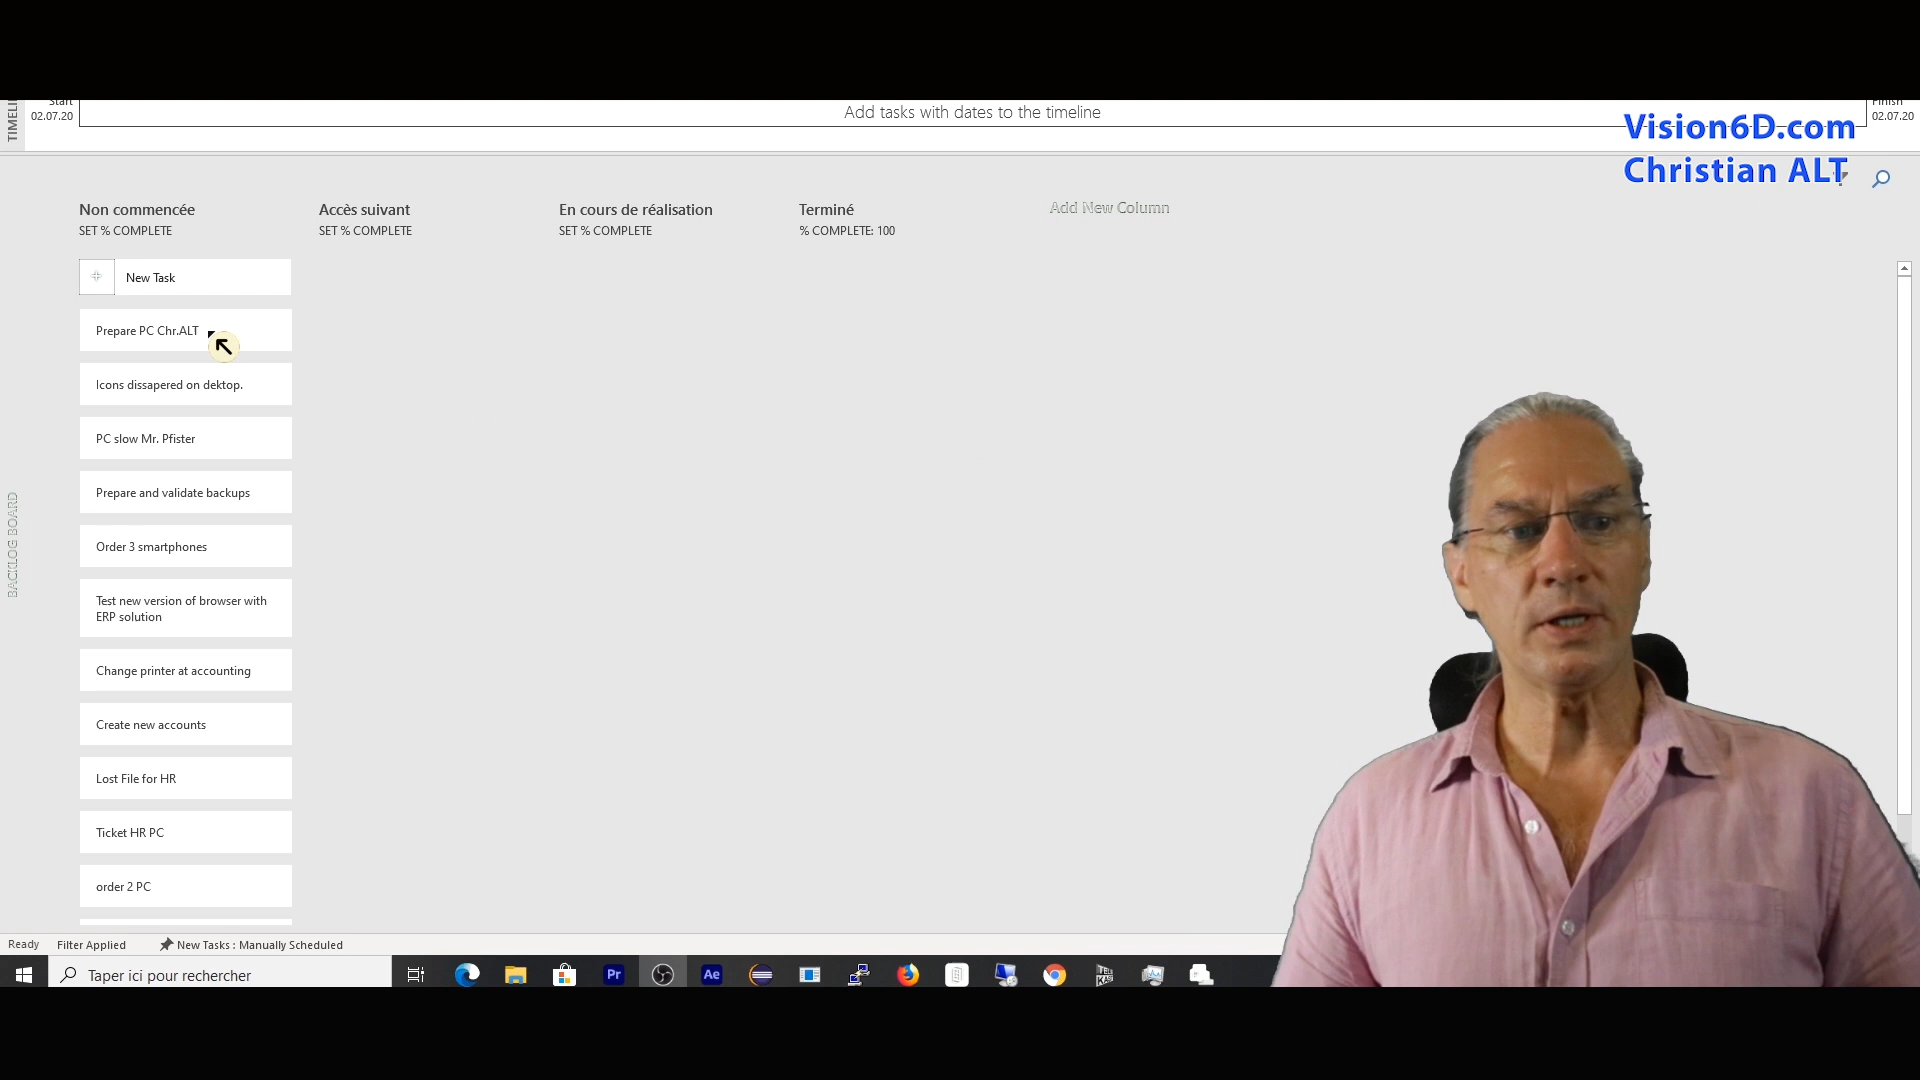 TIMELI
Start
02.07.20
Add tasks with dates to the timeline
Finish
02.07.20
Vision6D.com
Christian ALT
Non commencée
SET % COMPLETE
Accès suivant
SET % COMPLETE
En cours de réalisation
SET % COMPLETE
Terminé
% COMPLETE: 100
Add New Column
New Task
Prepare PC Chr.ALT
Icons dissapered on dektop.
PC slow Mr. Pfister
Prepare and validate backups
Order 3 smartphones
Test new version of browser with
ERP solution
Change printer at accounting
Create new accounts
Lost File for HR
Ticket HR PC
order 2 PC
BACKLOG BOARD
Ready
Filter Applied
New Tasks : Manually Scheduled
Taper ici pour rechercher
Pr
Ae
TEL
KAS